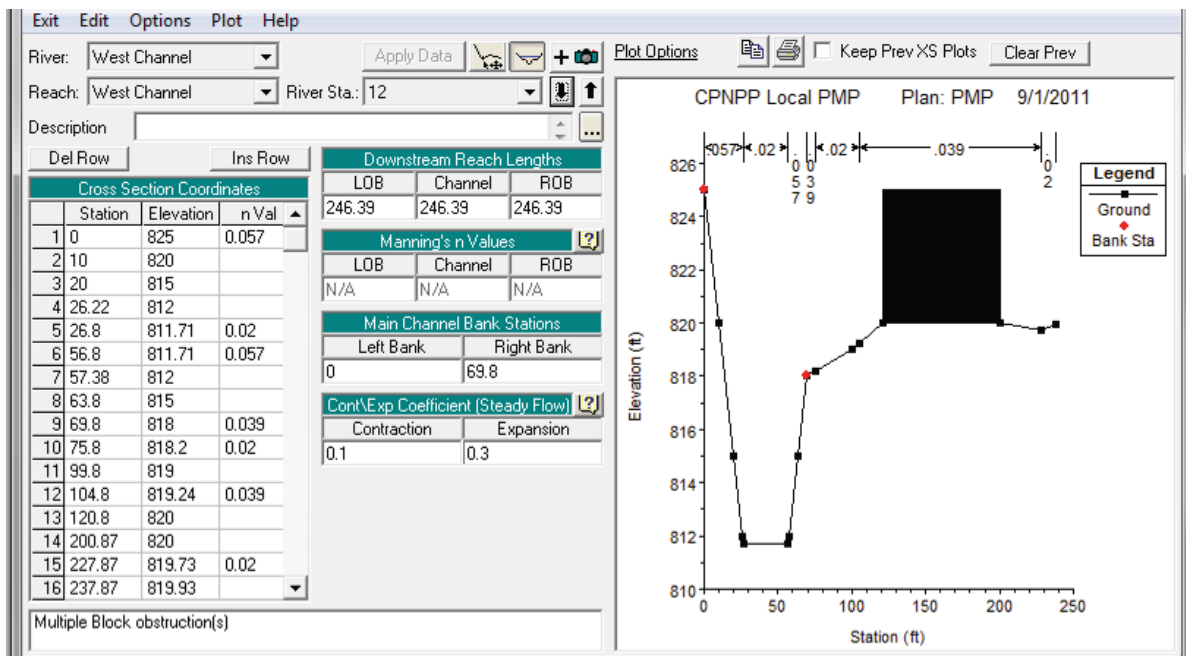 Exit Edit Options Plot Help
River: West Channel Apply Data
Reach: West Channel River Sta.: 12
Description ...
Del Row Ins Row
Cross Section Coordinates
Station Elevation n Val
1 0 825 0.057
2 10 820
3 20 815
4 26.22 812
5 26.8 811.71 0.02
6 56.8 811.71 0.057
7 57.38 812
8 63.8 815
9 69.8 818 0.039
10 75.8 818.2 0.02
11 99.8 819
12 104.8 819.24 0.039
13 120.8 820
14 200.87 820
15 227.87 819.73 0.02
16 237.87 819.93
Downstream Reach Lengths
LOB Channel ROB
246.39 246.39 246.39
Manning's n Values
LOB Channel ROB
N/A N/A N/A
Main Channel Bank Stations
Left Bank Right Bank
0 69.8
Cont\Exp Coefficient (Steady Flow)
Contraction Expansion
0.1 0.3
Multiple Block obstruction(s)
Plot Options Keep Prev XS Plots Clear Prev
CPNPP Local PMP Plan: PMP 9/1/2011
.057 .02 .057 .039 .02 .039 .02
Legend
Ground
Bank Sta
Elevation (ft)
826
824
822
820
818
816
814
812
810
0 50 100 150 200 250
Station (ft)